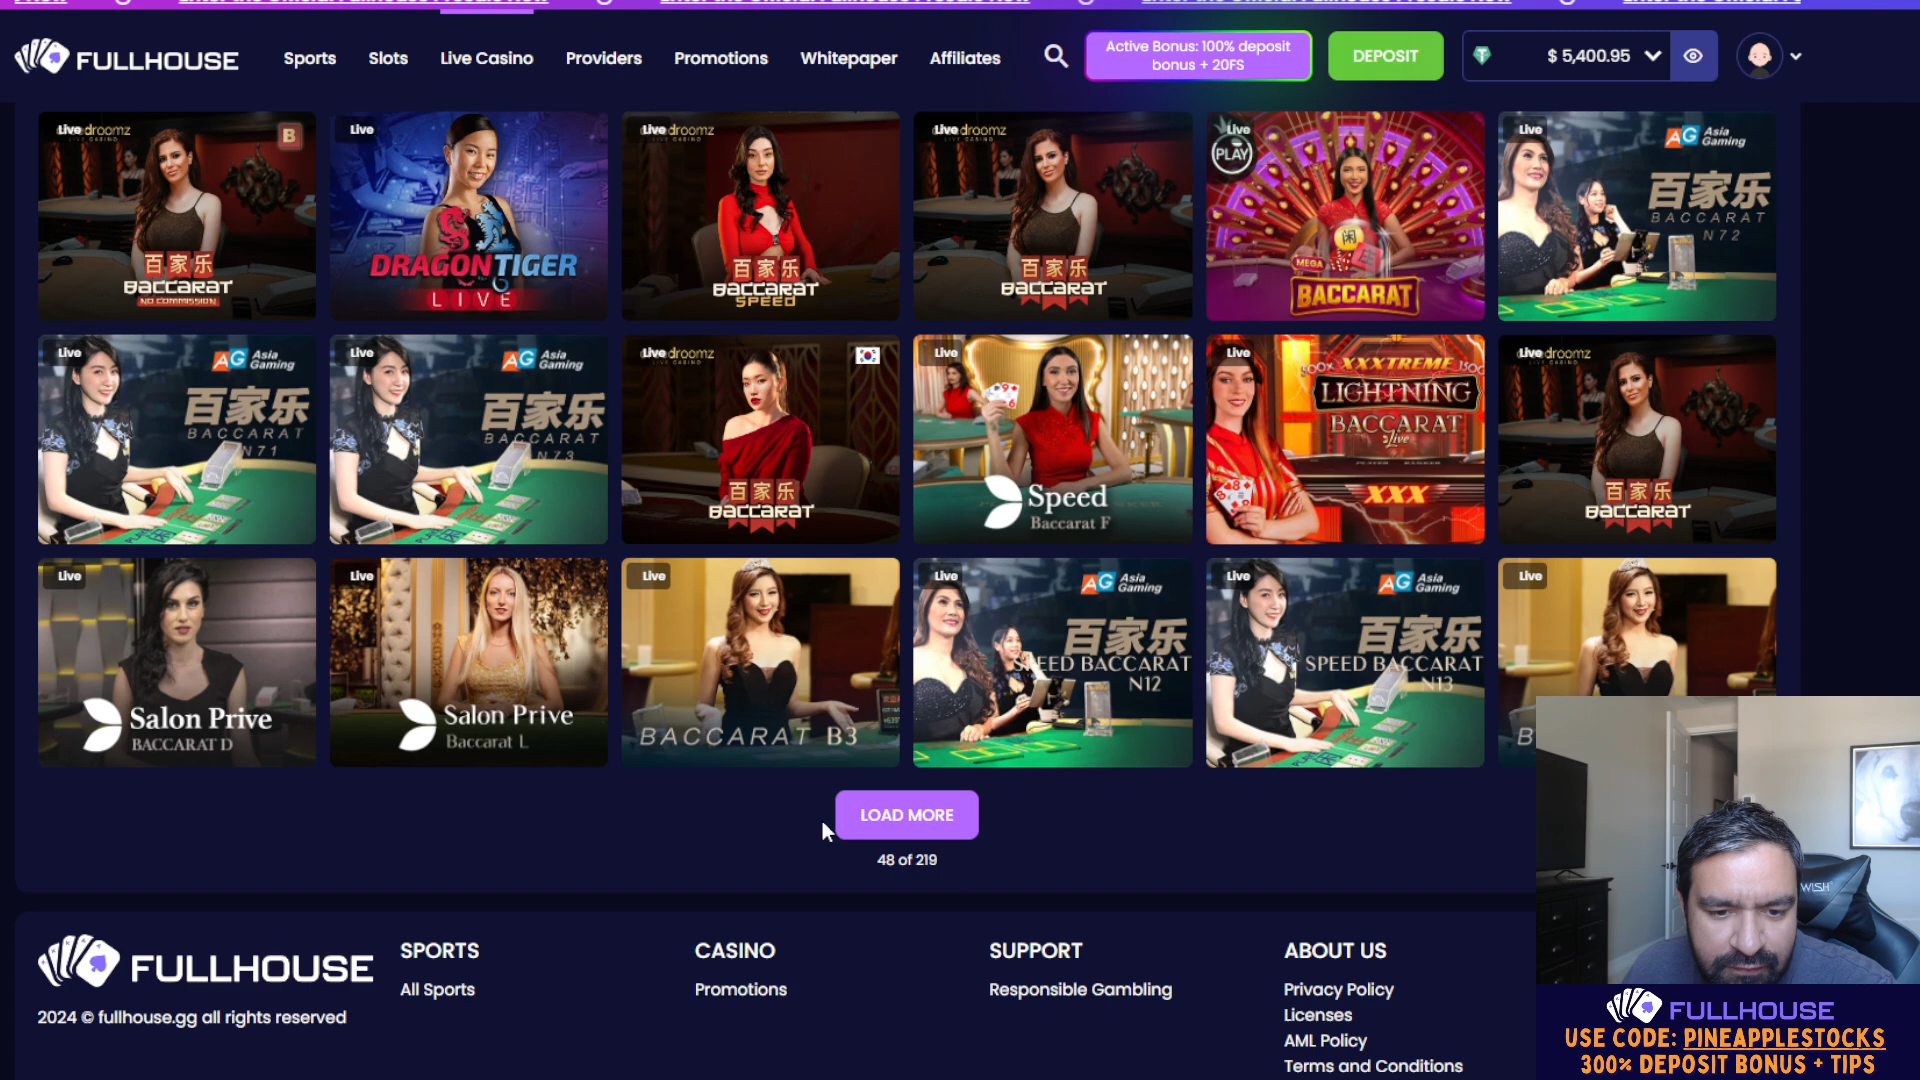 FULLHOUSE
Sports
Slots
Live Casino
Providers
Promotions
Whitepaper
Affiliates
Active Bonus: 100% deposit
bonus + 20FS
DEPOSIT
$ 5,400.95
Live
droomz
B
百家乐
BACCARAT
NO COMMISSION
Live
DRAGON TIGER
LIVE
Live
droomz
百家乐
BACCARAT
SPEED
Live
droomz
百家乐
BACCARAT
Live
PLAY
闲
MEGA
BACCARAT
Live
AG Asia
Gaming
百家乐
BACCARAT
N72
Live
AG Asia
Gaming
百家乐
BACCARAT
N71
Live
AG Asia
Gaming
百家乐
BACCARAT
N73
Live
droomz
百家乐
BACCARAT
Live
Speed
Baccarat F
Live
XXXTREME
LIGHTNING
BACCARAT
Live
XXX
Live
droomz
百家乐
BACCARAT
Live
Salon Prive
BACCARAT D
Live
Salon Prive
Baccarat L
Live
BACCARAT B3
Live
AG Asia
Gaming
百家乐
SPEED BACCARAT
N12
Live
AG Asia
Gaming
百家乐
SPEED BACCARAT
N13
Live
B
LOAD MORE
48 of 219
FULLHOUSE
2024 © fullhouse.gg all rights reserved
SPORTS
All Sports
CASINO
Promotions
SUPPORT
Responsible Gambling
ABOUT US
Privacy Policy
Licenses
AML Policy
Terms and Conditions
WISH
FULLHOUSE
USE CODE: PINEAPPLESTOCKS
300% DEPOSIT BONUS + TIPS